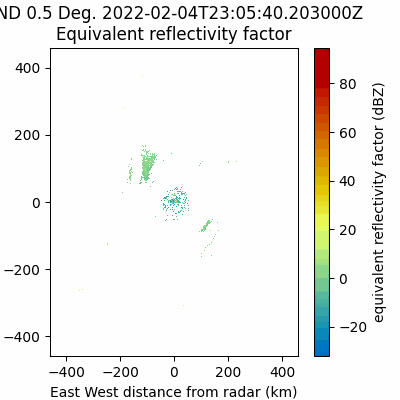 ND 0.5 Deg. 2022-02-04T23:05:40.203000Z
Equivalent reflectivity factor
400
200
0
−200
−400
−400 −200 0 200 400
East West distance from radar (km)
80
60
40
20
0
−20
equivalent reflectivity factor (dBZ)